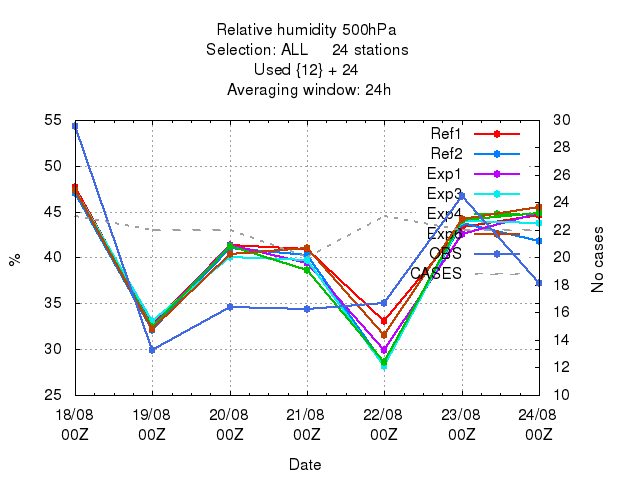 Relative humidity 500hPa
Selection: ALL 24 stations
Used {12} + 24
Averaging window: 24h
55
50
45
40
35
30
25
%
30
28
26
24
22
20
18
16
14
12
10
No cases
Ref1
Ref2
Exp1
Exp3
Exp4
OBS
CASES
18/08 19/08 20/08 21/08 22/08 23/08 24/08
00Z 00Z 00Z 00Z 00Z 00Z 00Z
Date